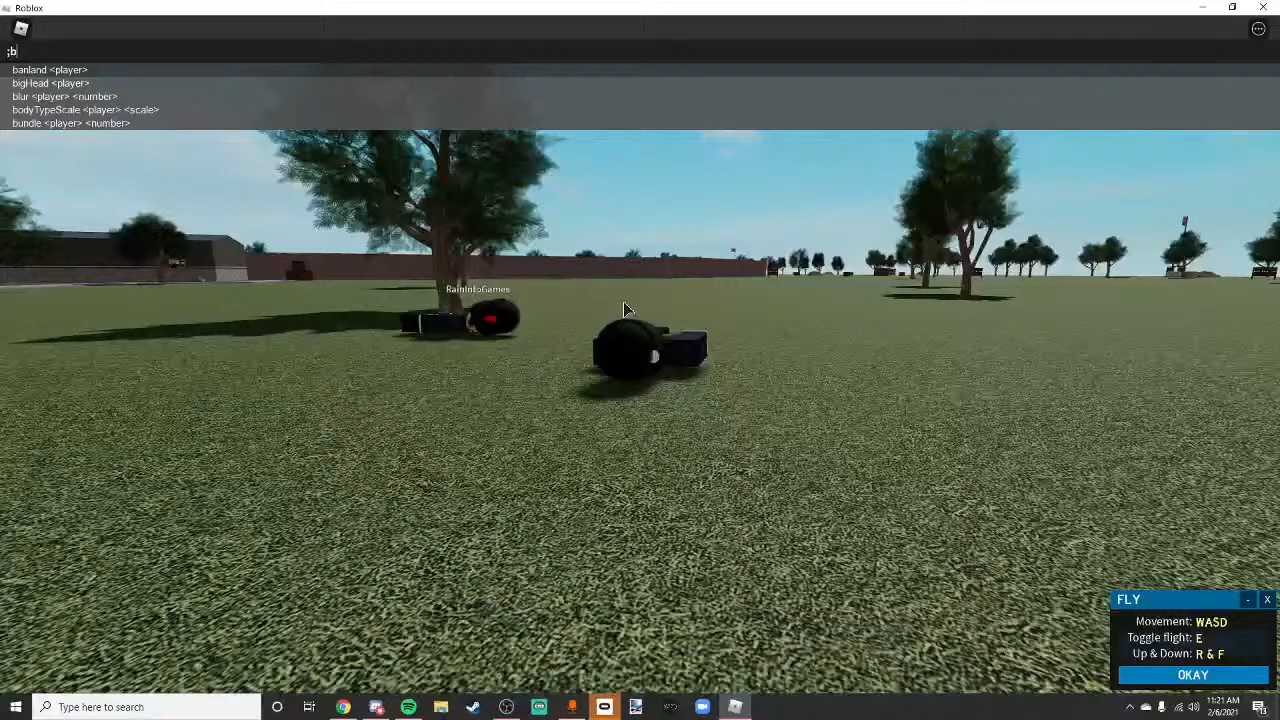 Roblox
;b
banland <player>
bigHead <player>
blur <player> <number>
bodyTypeScale <player> <scale>
bundle <player> <number>
RainIntoGames
FLY - X
Movement: WASD
Toggle flight: E
Up & Down: R & F
OKAY
Type here to search
11:21 AM
2/6/2021